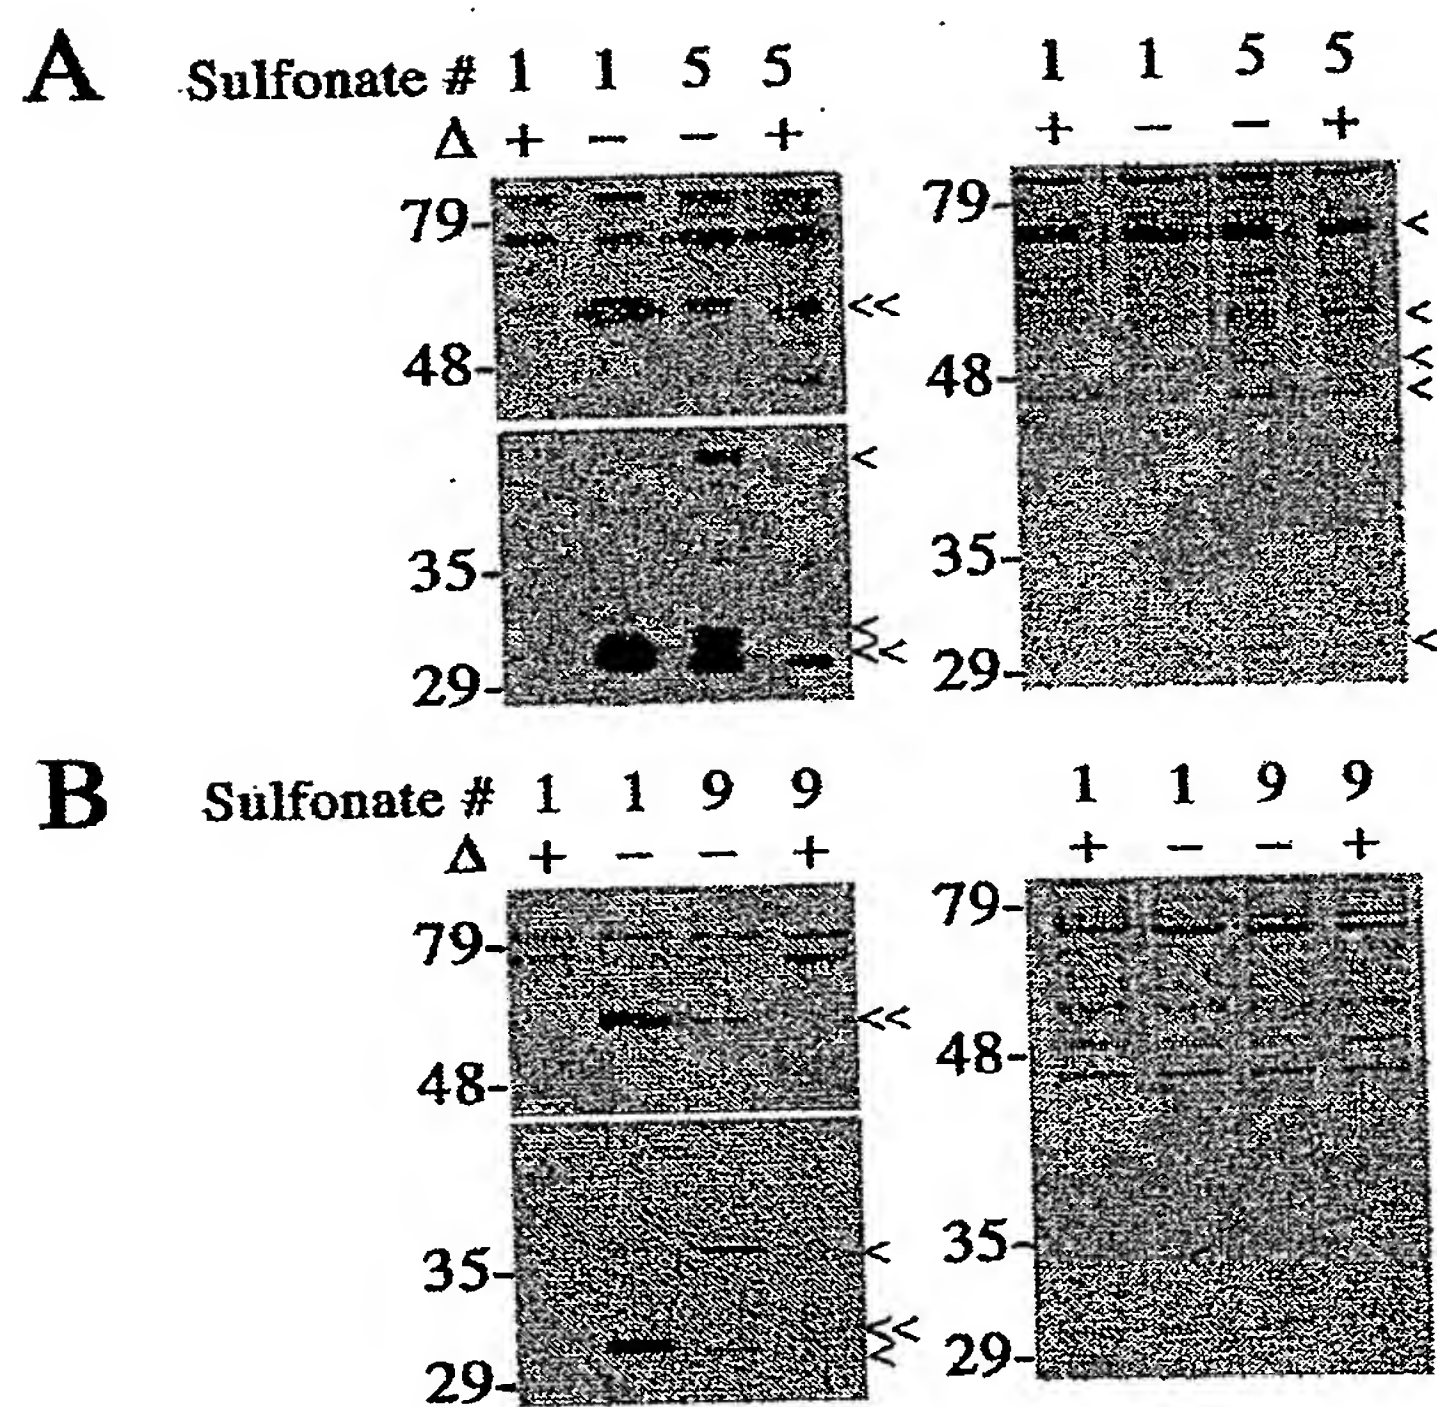 A Sulfonate # 1 1 5 5 1 1 5 5
Δ + − − + + − − +
79- 79- <
<< <
48- 48- <
<
<
35- 35-
<
<< <
29- 29-
B Sulfonate # 1 1 9 9 1 1 9 9
Δ + − − + + − − +
79- 79-
<<
48- 48-
35- < 35-
<<
<
29- 29-